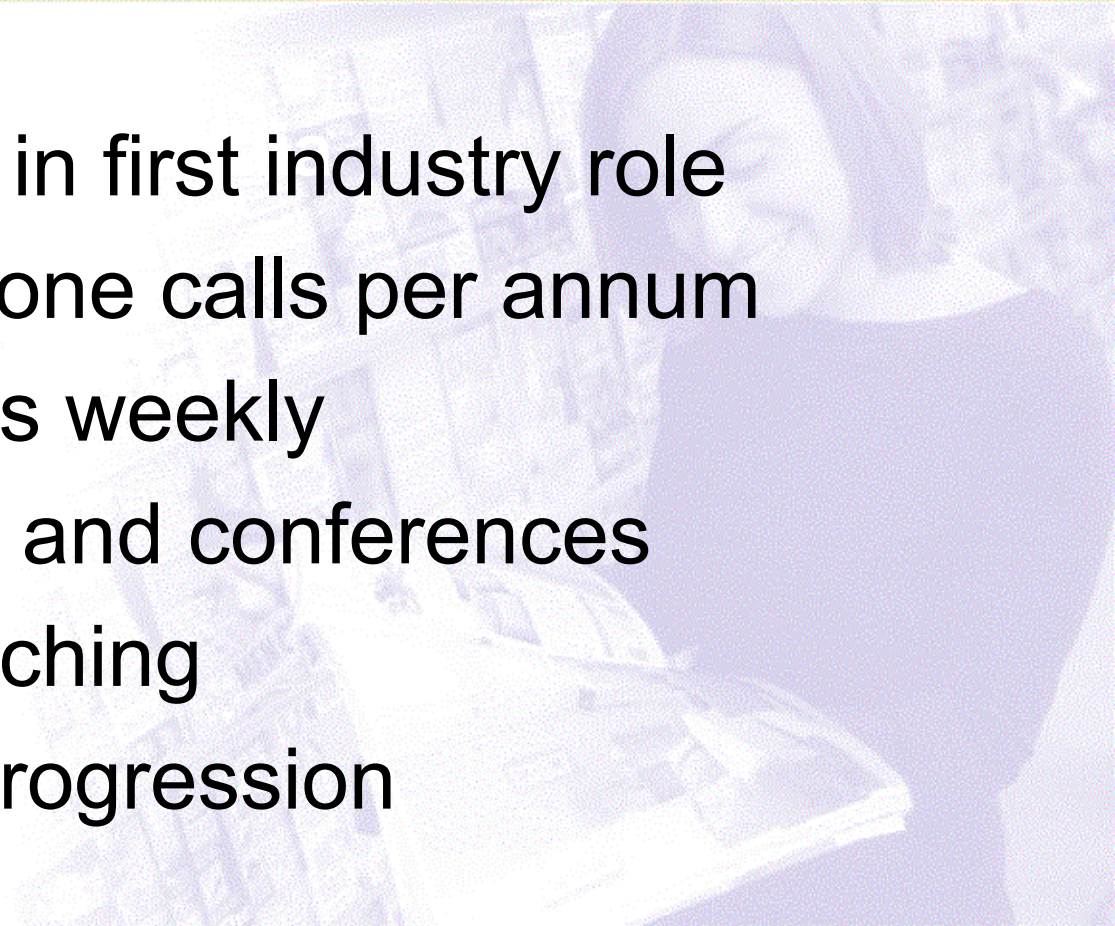 in first industry role
one calls per annum
s weekly
and conferences
ching
rogression